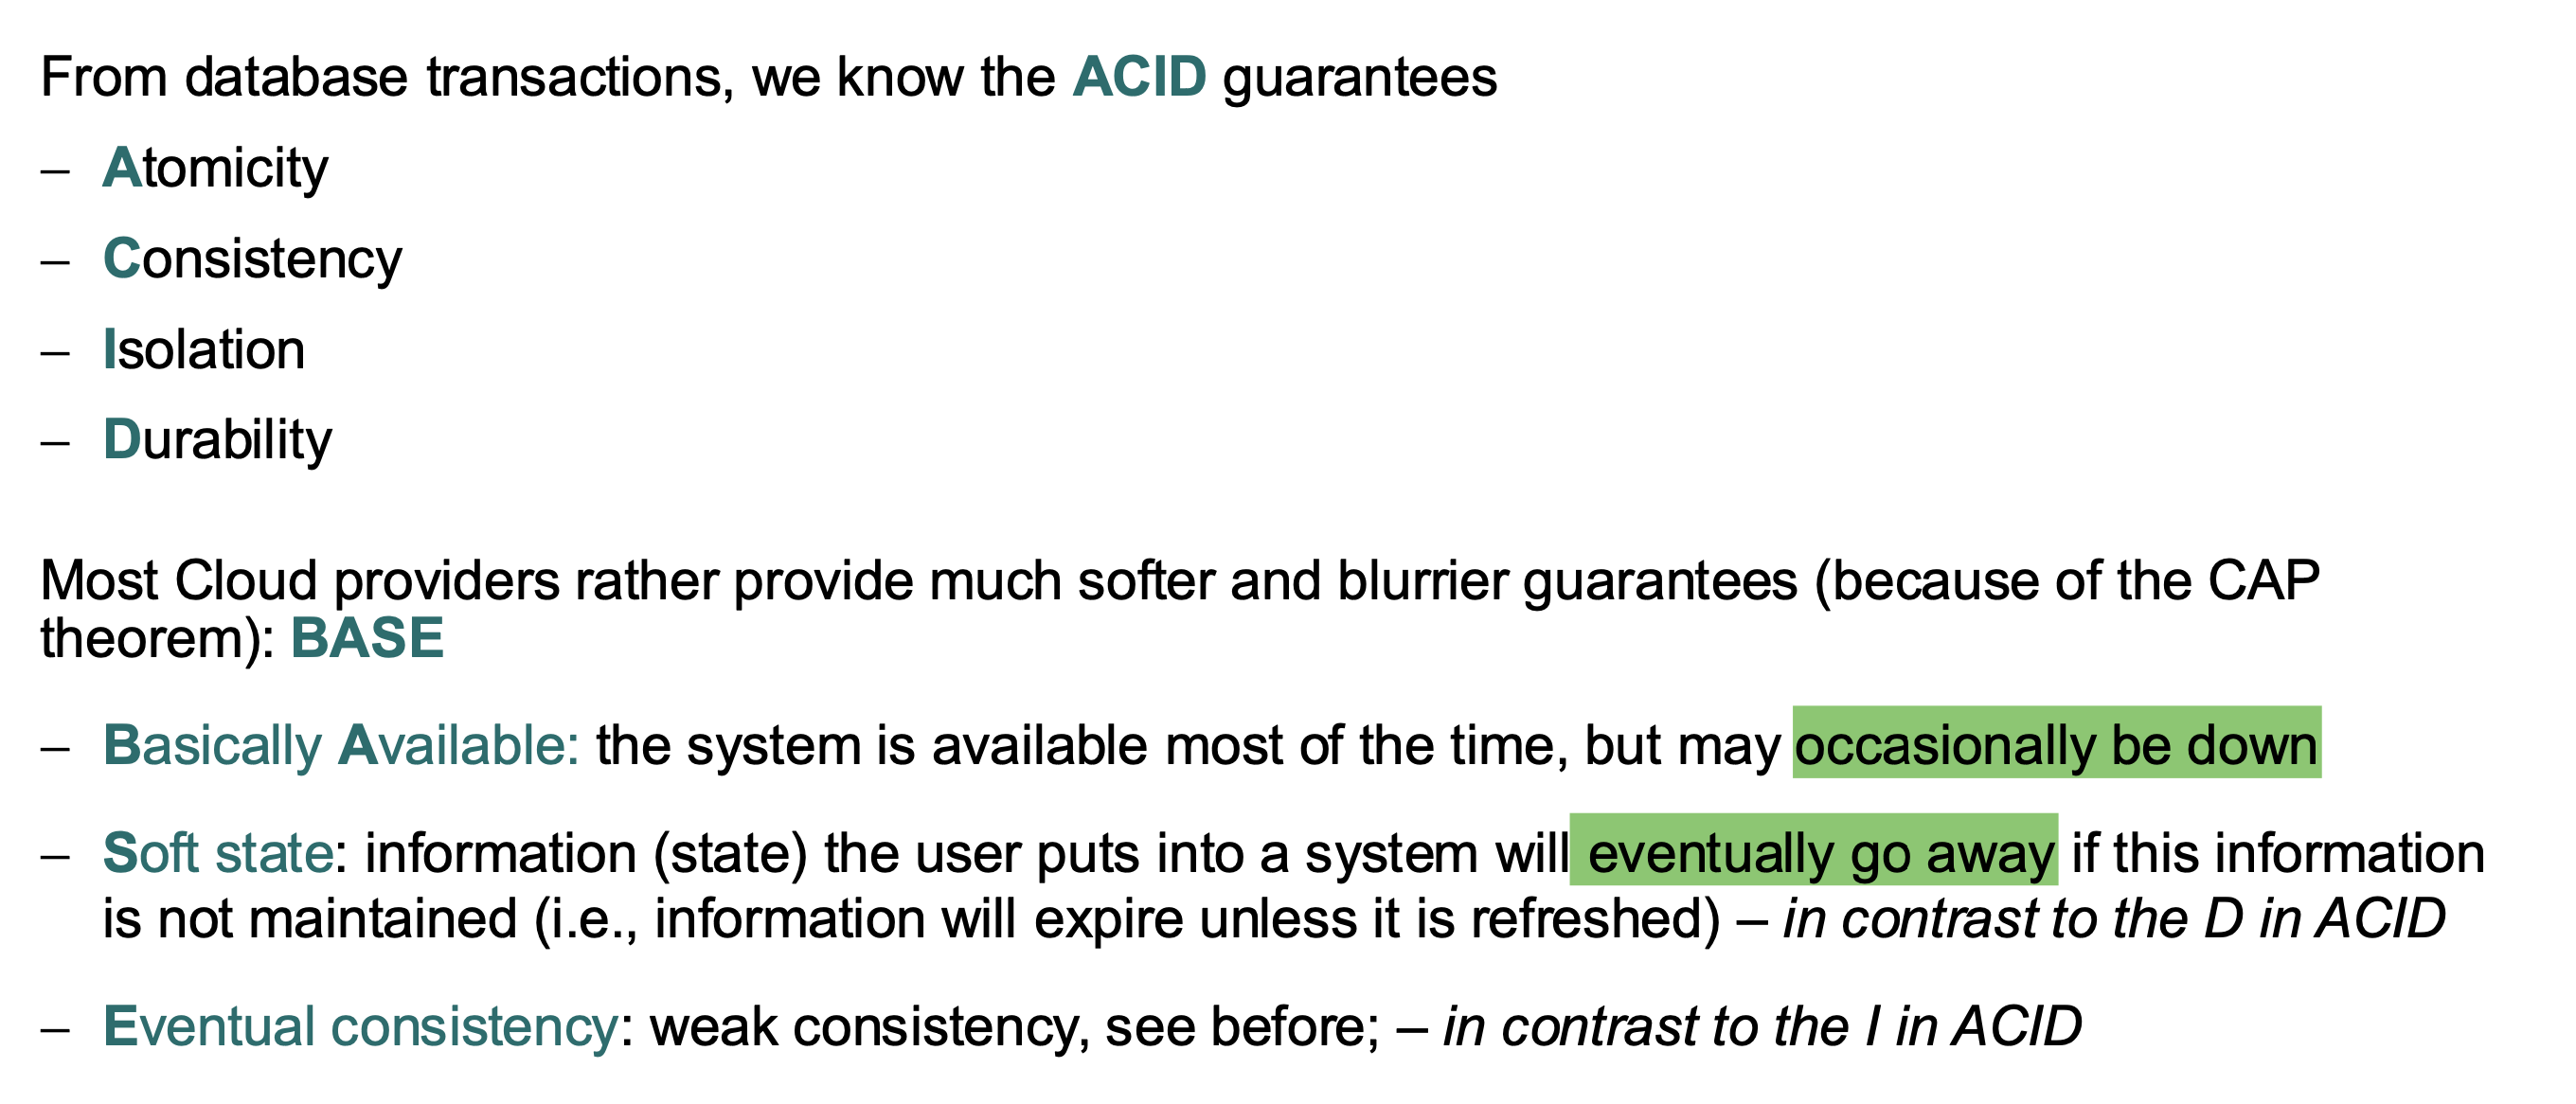 From database transactions, we know the ACID guarantees
– Atomicity
– Consistency
– Isolation
– Durability
Most Cloud providers rather provide much softer and blurrier guarantees (because of the CAP
theorem): BASE
– Basically Available: the system is available most of the time, but may occasionally be down
– Soft state: information (state) the user puts into a system will eventually go away if this information
is not maintained (i.e., information will expire unless it is refreshed) – in contrast to the D in ACID
– Eventual consistency: weak consistency, see before; – in contrast to the I in ACID